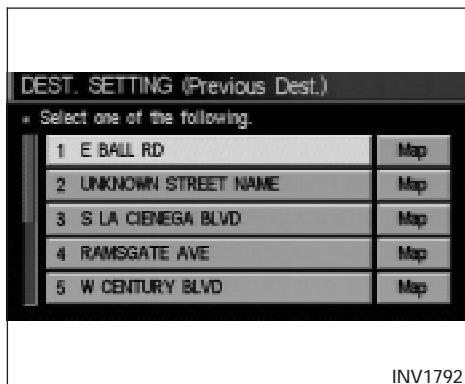 DEST. SETTING (Previous Dest.)
Select one of the following.
1 E BALL RD Map
2 UNKNOWN STREET NAME Map
3 S LA CIENEGA BLVD Map
4 RAMSGATE AVE Map
5 W CENTURY BLVD Map
INV1792